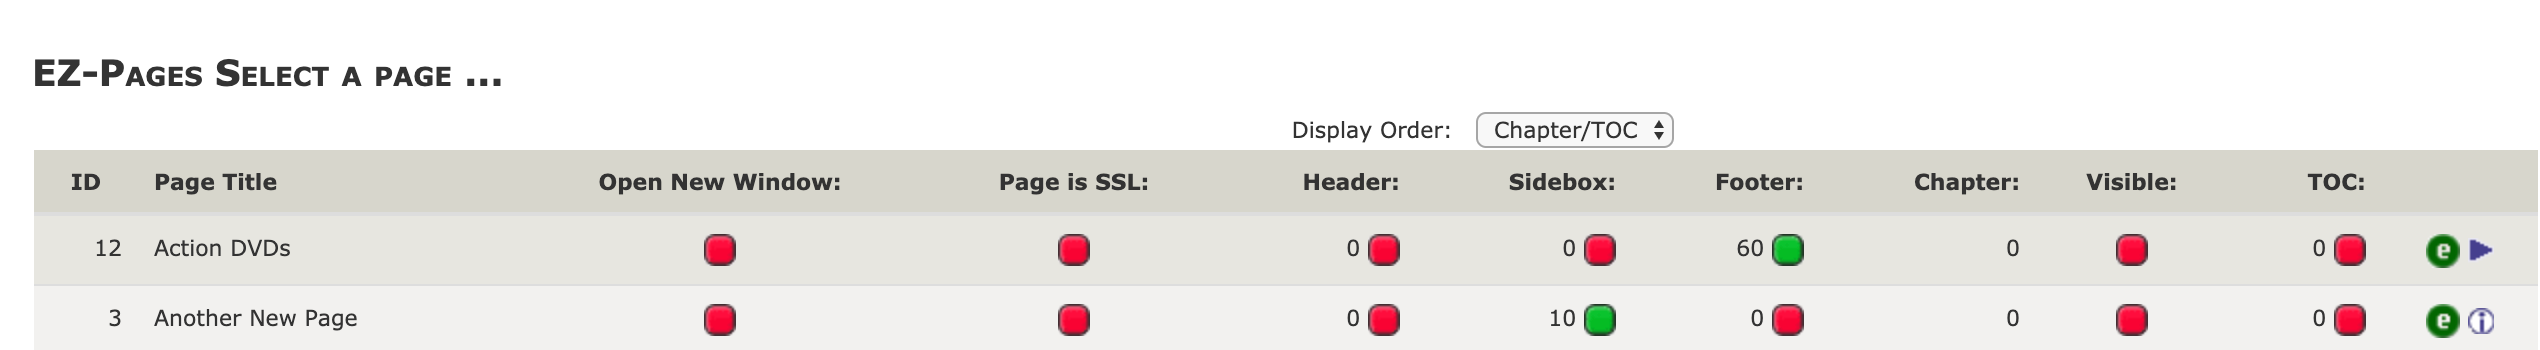 EZ-Pages Select a page ...
Display Order: Chapter/TOC
ID Page Title Open New Window: Page is SSL: Header: Sidebox: Footer: Chapter: Visible: TOC:
12 Action DVDs 0 0 60 0 0 e
3 Another New Page 0 10 0 0 0 e i